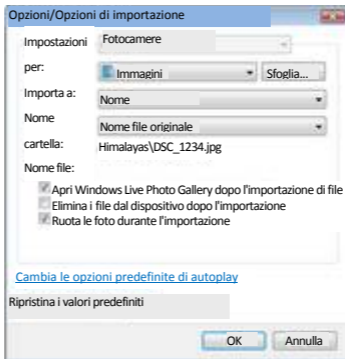 Opzioni/Opzioni di importazione
Impostazioni Fotocamere
per: Immagini Sfoglia...
Importa a: Nome
Nome Nome file originale
cartella: Himalayas\DSC_1234.jpg
Nome file:
Apri Windows Live Photo Gallery dopo l'importazione di file
Elimina i file dal dispositivo dopo l'importazione
Ruota le foto durante l'importazione
Cambia le opzioni predefinite di autoplay
Ripristina i valori predefiniti
OK Annulla